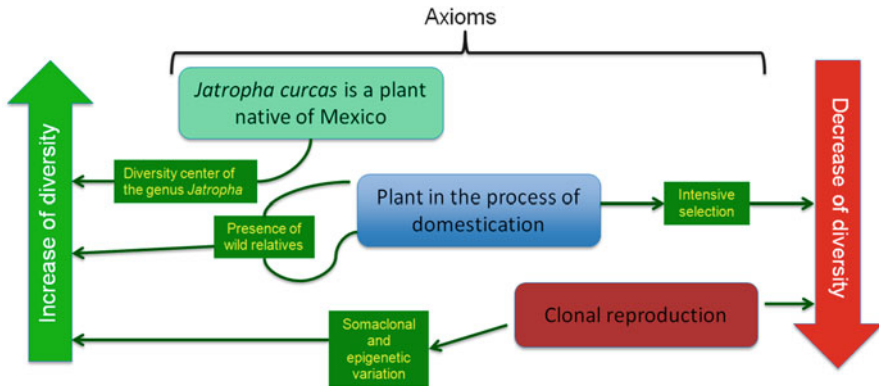 Axioms
Jatropha curcas is a plant
native of Mexico
Increase of diversity
Decrease of diversity
Diversity center
of the genus Jatropha
Plant in the process of
domestication
Intensive
selection
Presence of
wild relatives
Clonal reproduction
Somaclonal
and
epigenetic
variation